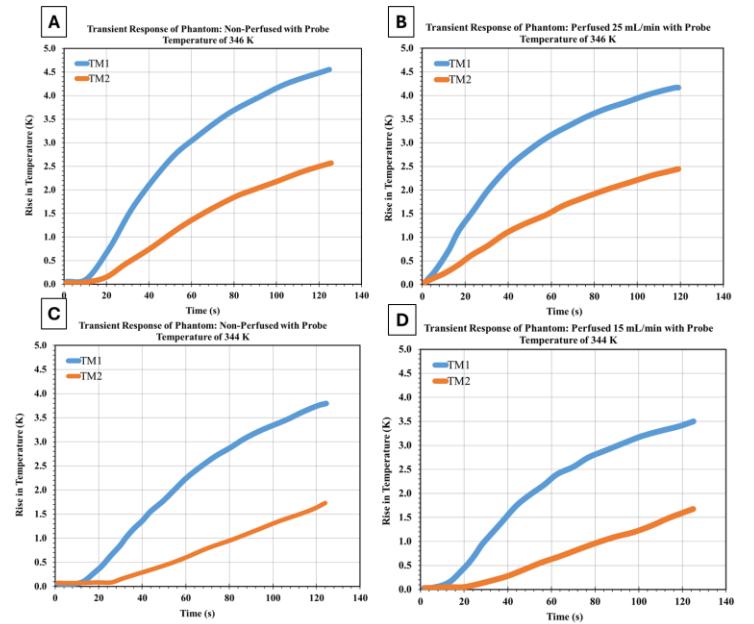 A
Transient Response of Phantom: Non-Perfused with Probe
Temperature of 346 K
5.0
4.5
4.0
3.5
3.0
2.5
2.0
1.5
1.0
0.5
0.0
TM1
TM2
Rise in Temperature (K)
0 20 40 60 80 100 120 140
Time (s)
B
Transient Response of Phantom: Perfused 25 mL/min with Probe
Temperature of 346 K
5.0
4.5
4.0
3.5
3.0
2.5
2.0
1.5
1.0
0.5
0.0
TM1
TM2
Rise in Temperature (K)
0 20 40 60 80 100 120 140
Time (s)
C
Transient Response of Phantom: Non-Perfused with Probe
Temperature of 344 K
5.0
4.5
4.0
3.5
3.0
2.5
2.0
1.5
1.0
0.5
0.0
TM1
TM2
Rise in Temperature (K)
0 20 40 60 80 100 120 140
Time (s)
D
Transient Response of Phantom: Perfused 15 mL/min with Probe
Temperature of 344 K
5.0
4.5
4.0
3.5
3.0
2.5
2.0
1.5
1.0
0.5
0.0
TM1
TM2
Rise in Temperature (K)
0 20 40 60 80 100 120 140
Time (s)